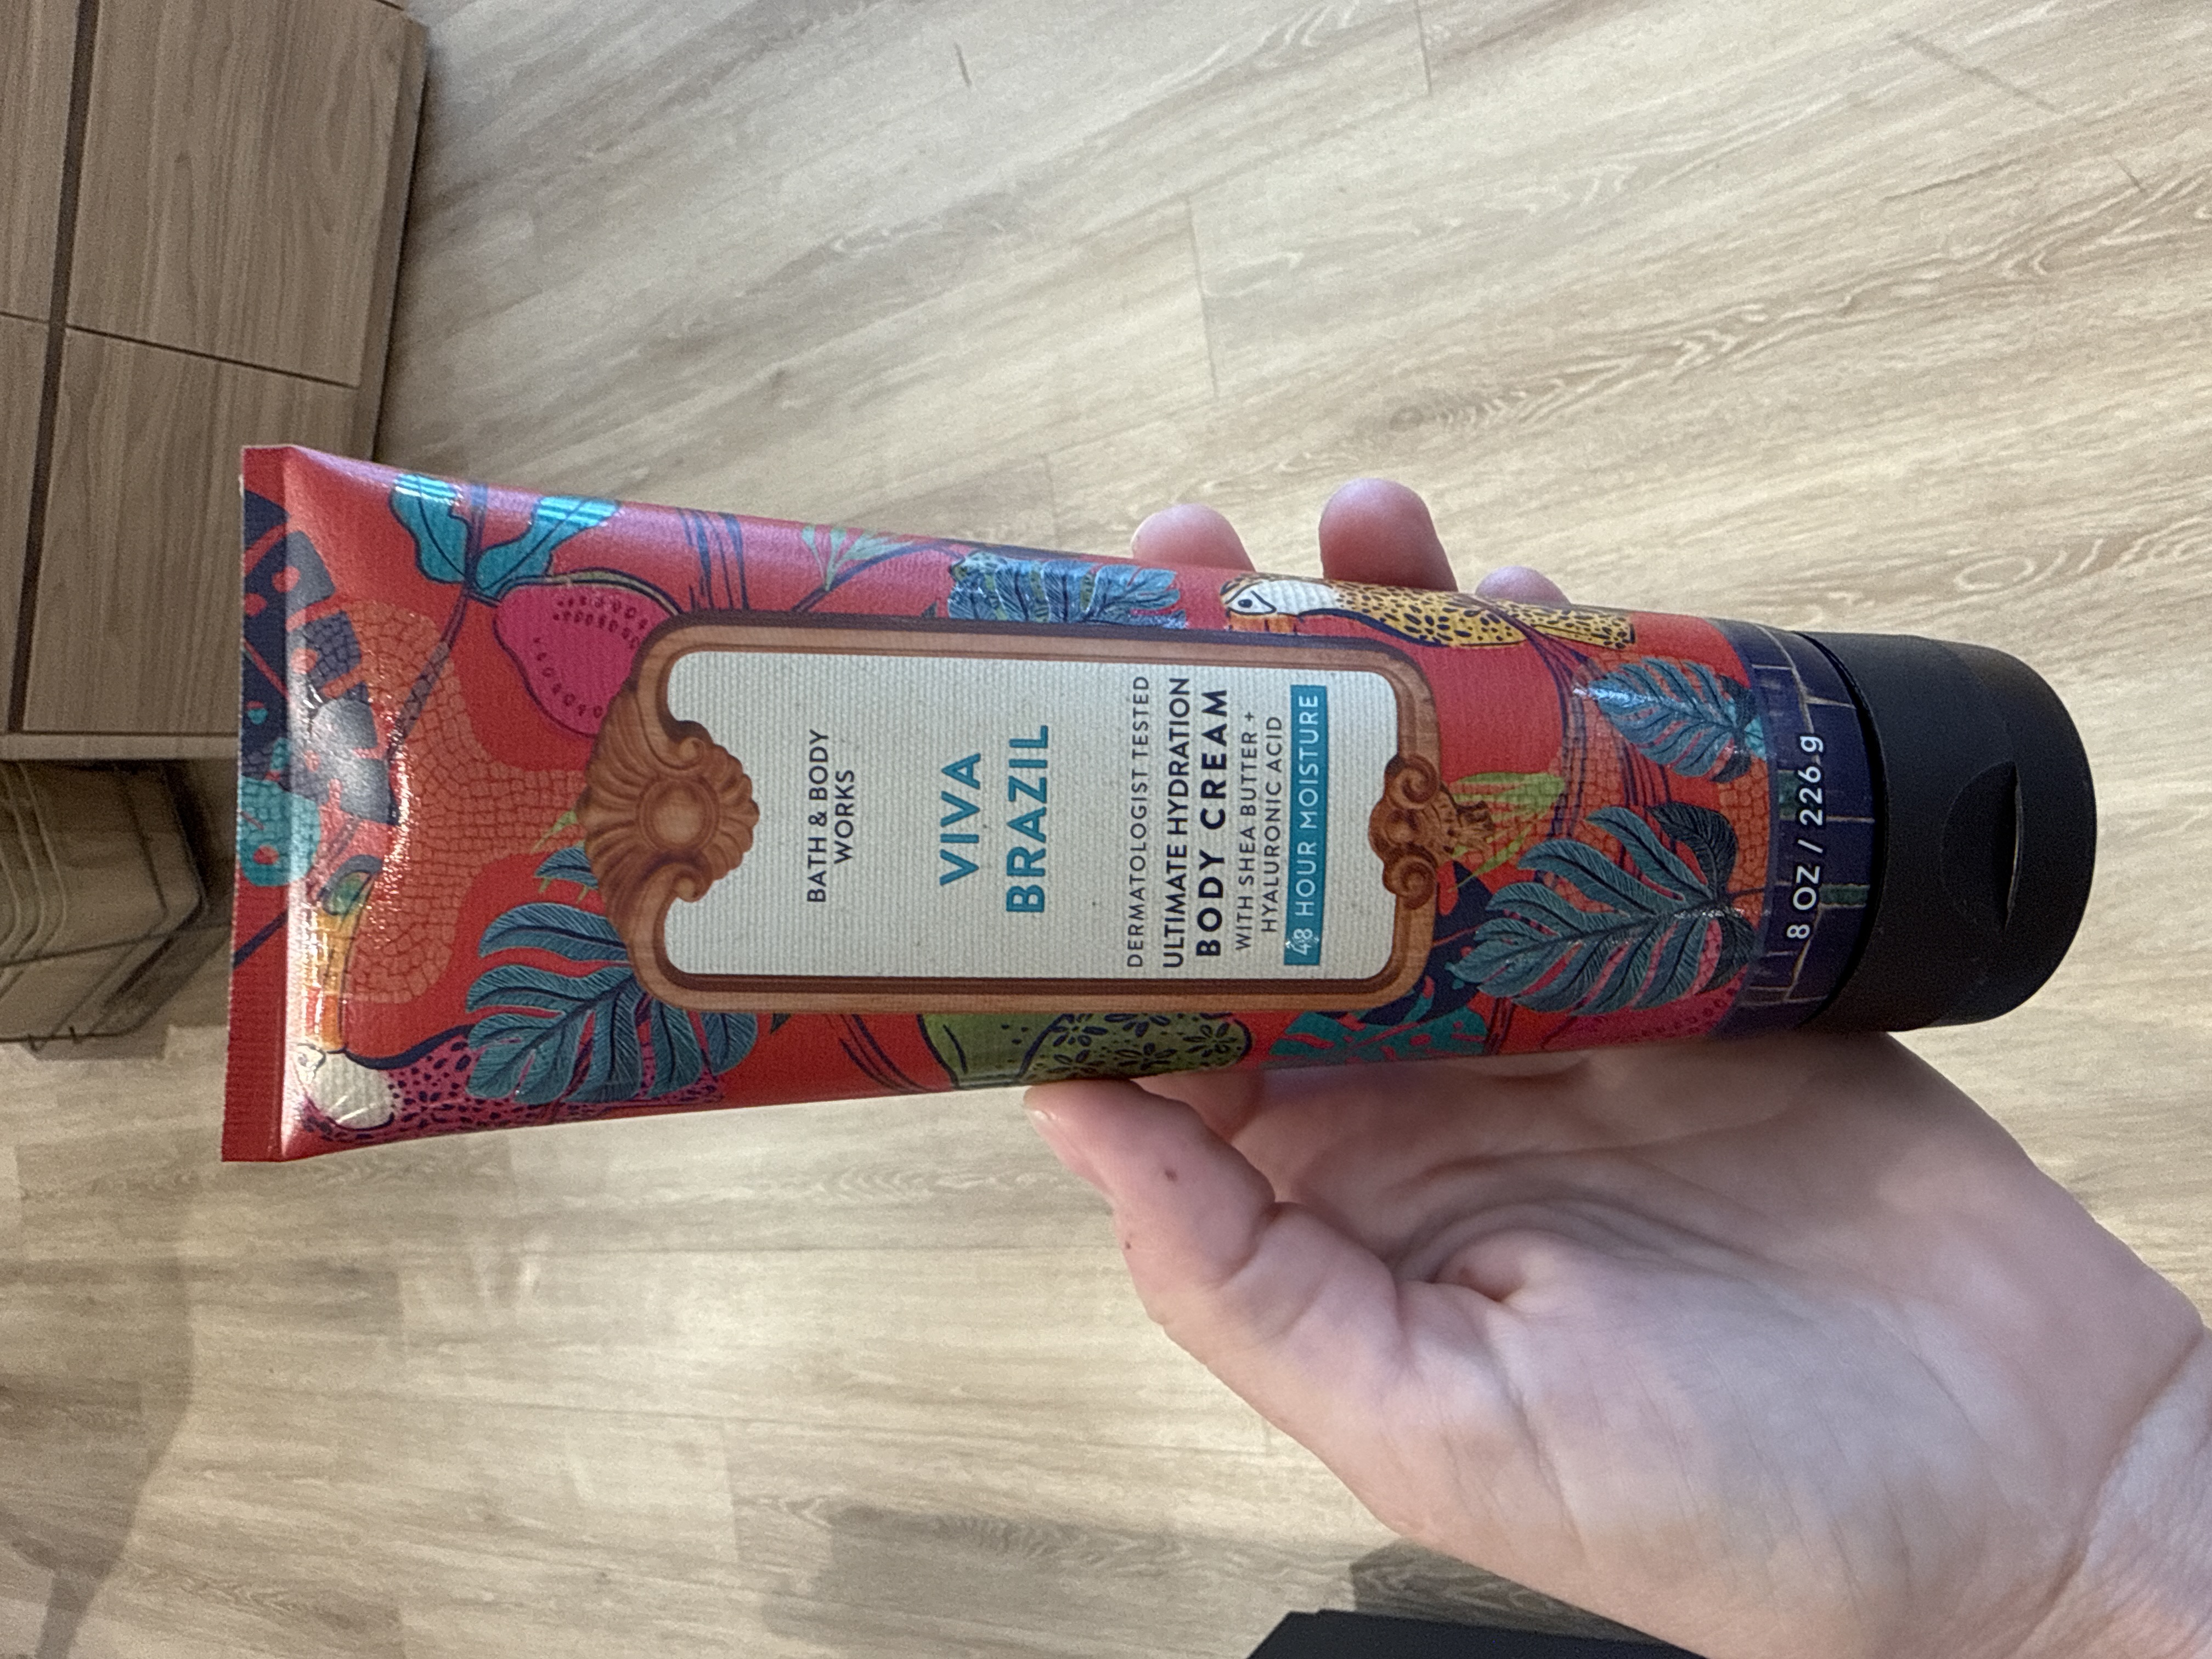 BATH & BODY
WORKS
VIVA
BRAZIL
DERMATOLOGIST TESTED
ULTIMATE HYDRATION
BODY CREAM
WITH SHEA BUTTER +
HYALURONIC ACID
48 HOUR MOISTURE
8 OZ / 226 g